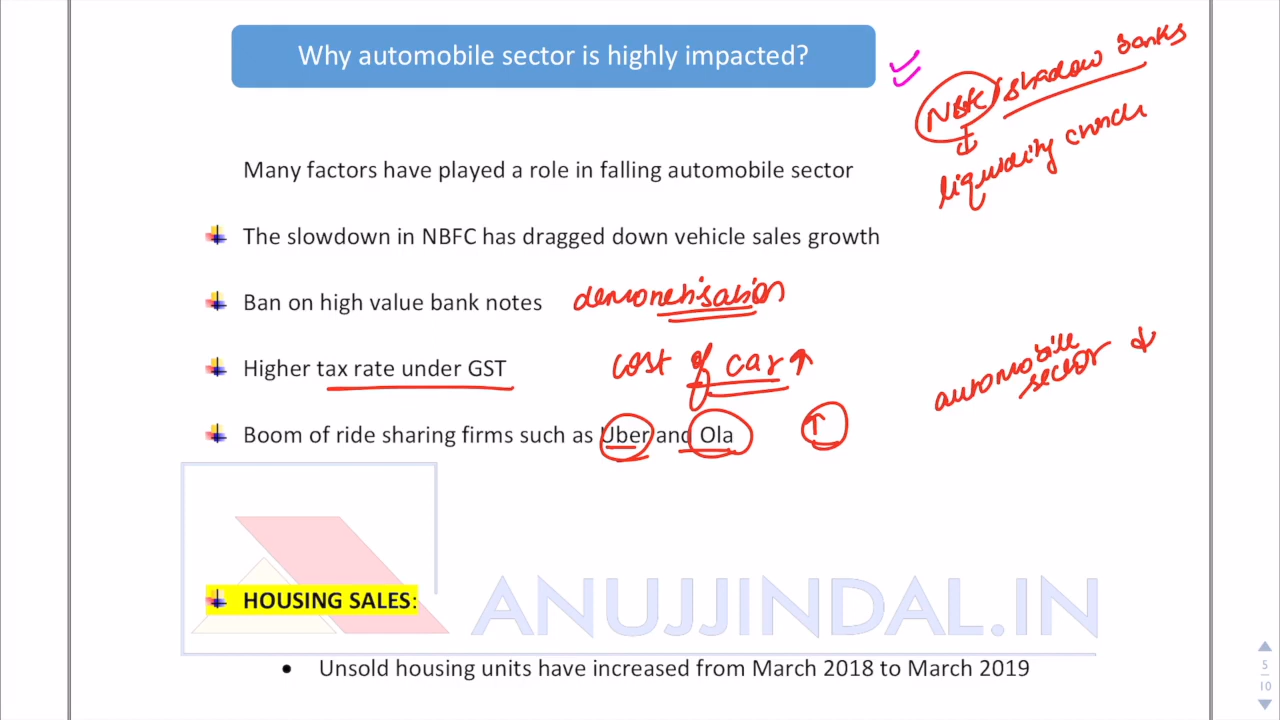 Why automobile sector is highly impacted?
NBFC/shadow banks
liquidity crunch
Many factors have played a role in falling automobile sector
The slowdown in NBFC has dragged down vehicle sales growth
Ban on high value bank notes demonetisation
Higher tax rate under GST cost of car ↑
automobile sector ↓
Boom of ride sharing firms such as Uber and Ola ↑
HOUSING SALES:
ANUJJINDAL.IN
Unsold housing units have increased from March 2018 to March 2019
5
10